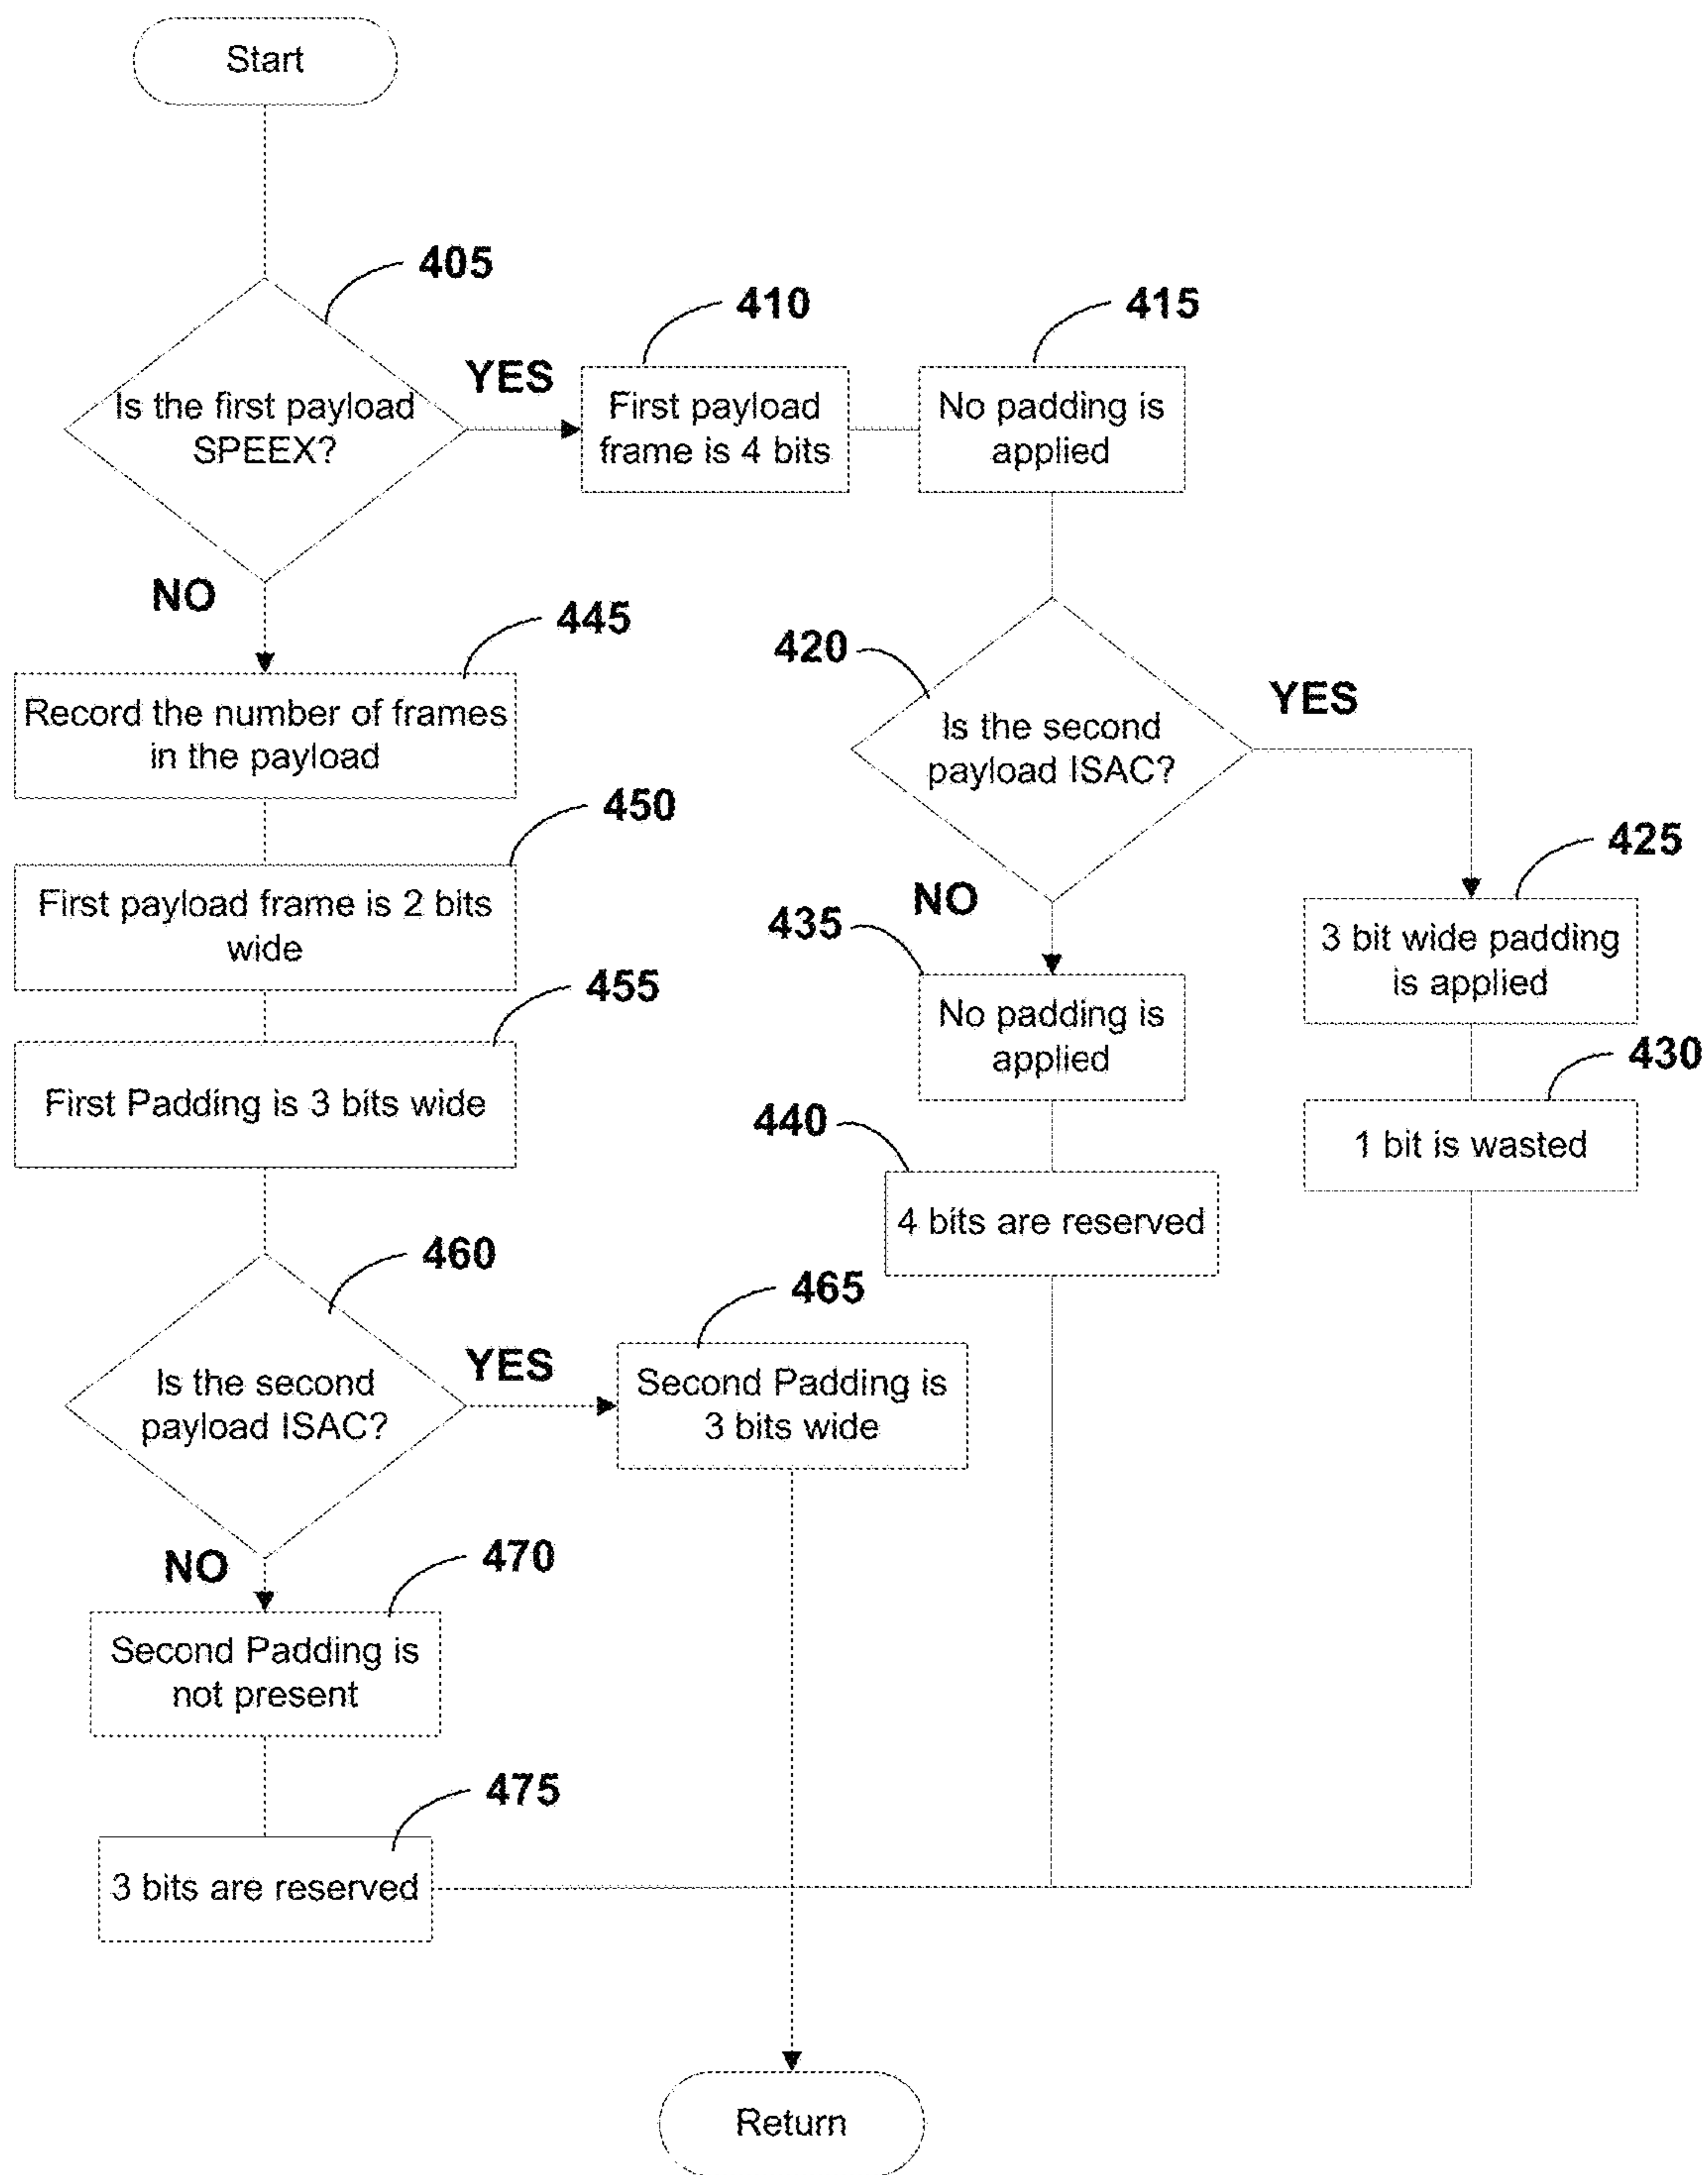 Start
405
Is the first payload
SPEEX?
YES
410
First payload
frame is 4 bits
415
No padding is
applied
NO
445
Record the number of frames
in the payload
420
Is the second
payload ISAC?
YES
450
First payload frame is 2 bits
wide
425
3 bit wide padding
is applied
NO
435
No padding is
applied
455
First Padding is 3 bits wide
430
1 bit is wasted
440
4 bits are reserved
460
Is the second
payload ISAC?
YES
465
Second Padding is
3 bits wide
NO
470
Second Padding is
not present
475
3 bits are reserved
Return